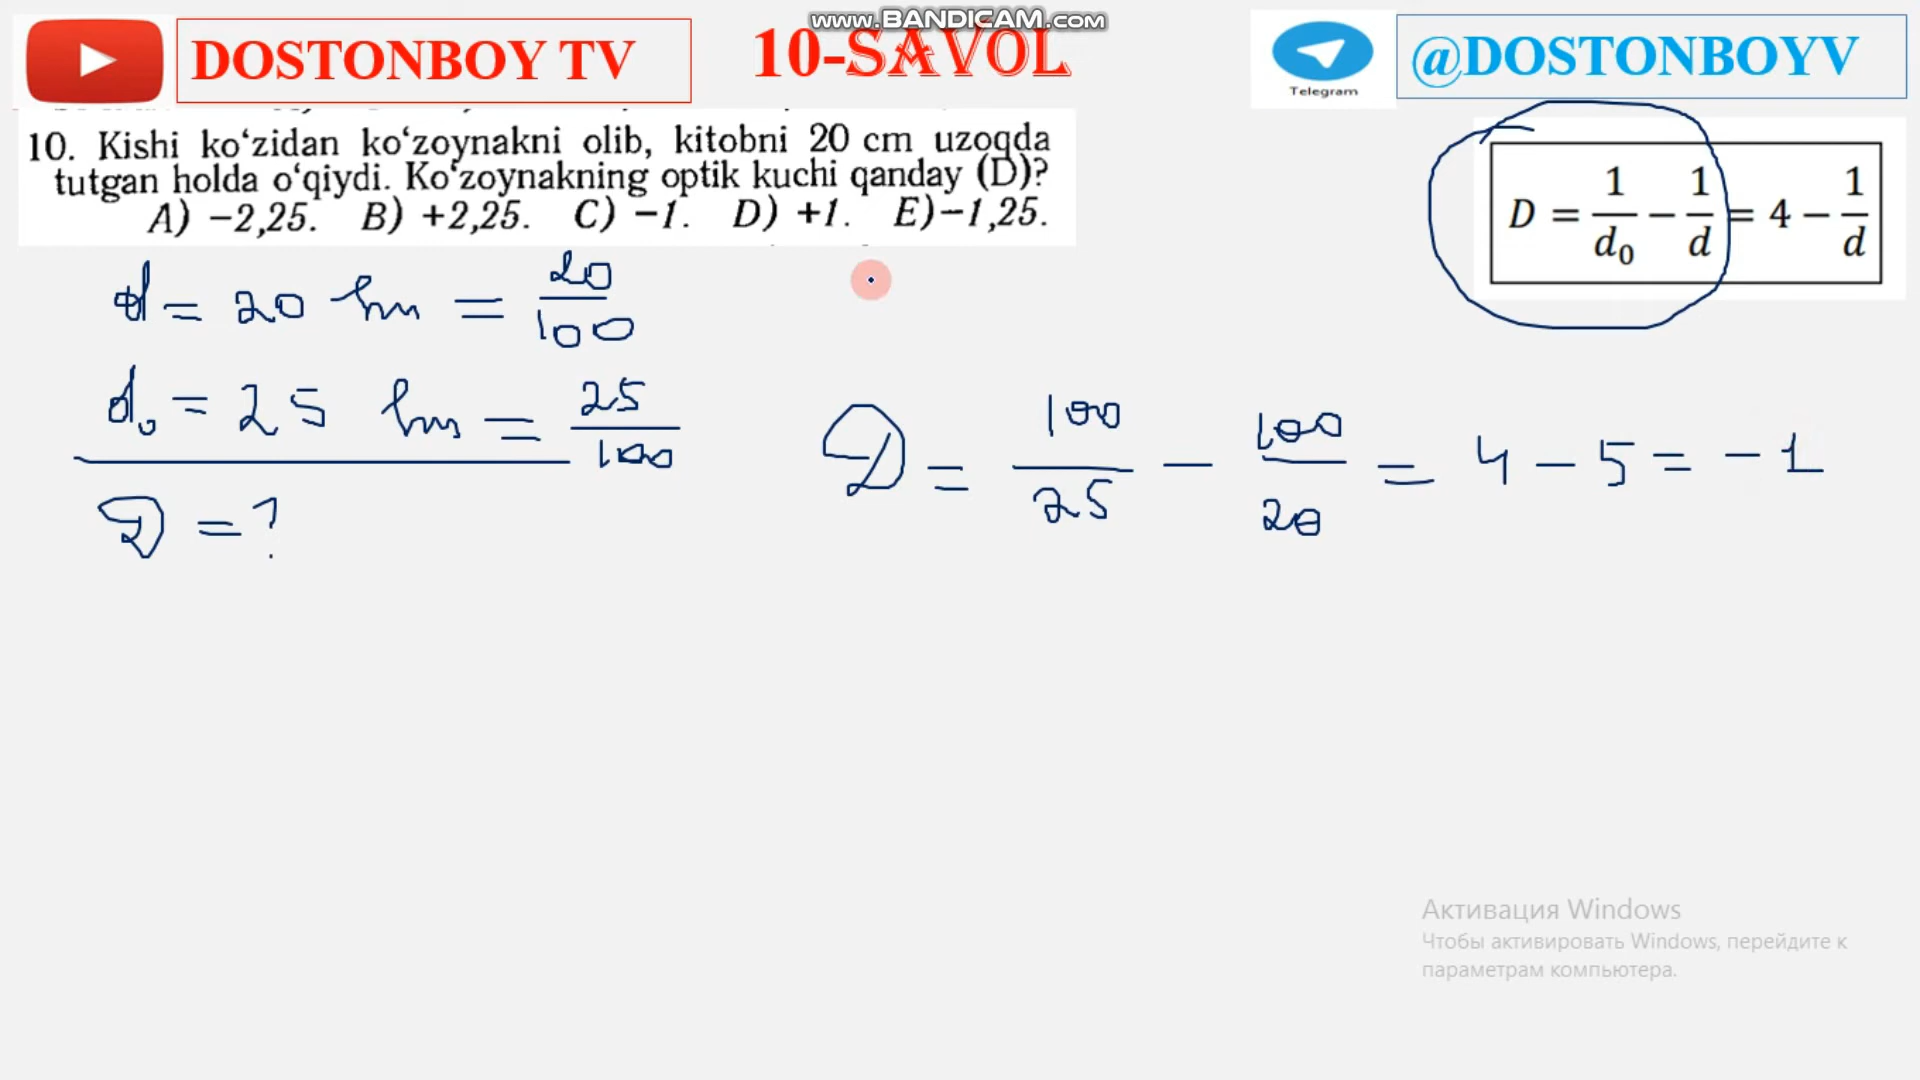 www.BANDICAM.com
DOSTONBOY TV
10-SAVOL
Telegram
@DOSTONBOYV
10. Kishi ko‘zidan ko‘zoynakni olib, kitobni 20 cm uzoqda
tutgan holda o‘qiydi. Ko‘zoynakning optik kuchi qanday (D)?
A) −2,25. B) +2,25. C) −1. D) +1. E)−1,25.
D = 1/d₀ − 1/d = 4 − 1/d
d = 20 = 20/100
d₀ = 25 = 25/100
D = ?
D = 100/25 − 100/20 = 4 − 5 = − 1
Активация Windows
Чтобы активировать Windows, перейдите к
параметрам компьютера.